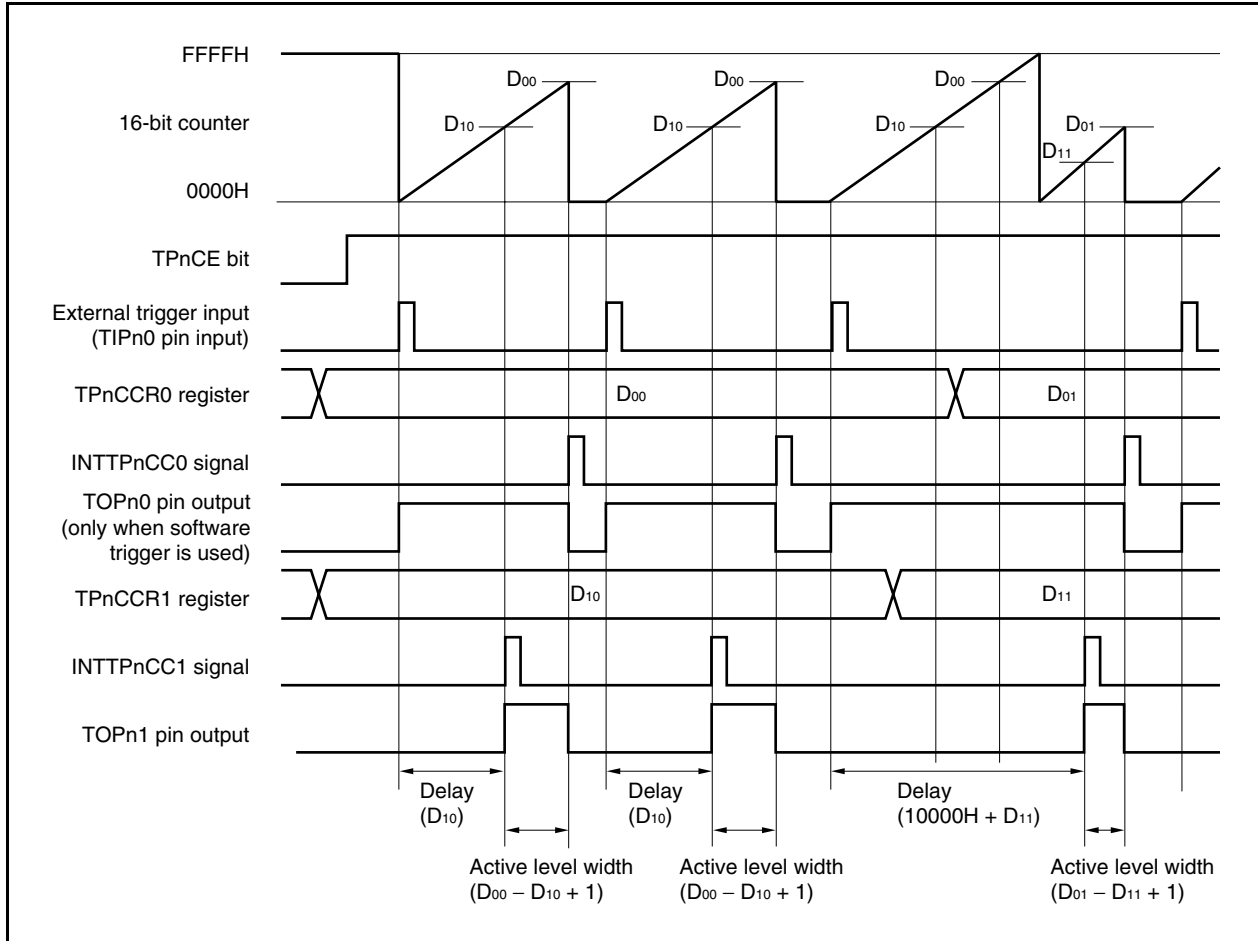 FFFFH
D00
D00
D00
16-bit counter
D10
D10
D10
D01
D11
0000H
TPnCE bit
External trigger input
(TIPn0 pin input)
TPnCCR0 register
D00
D01
INTTPnCC0 signal
TOPn0 pin output
(only when software
trigger is used)
TPnCCR1 register
D10
D11
INTTPnCC1 signal
TOPn1 pin output
Delay
(D10)
Delay
(D10)
Delay
(10000H + D11)
Active level width
(D00 − D10 + 1)
Active level width
(D00 − D10 + 1)
Active level width
(D01 − D11 + 1)